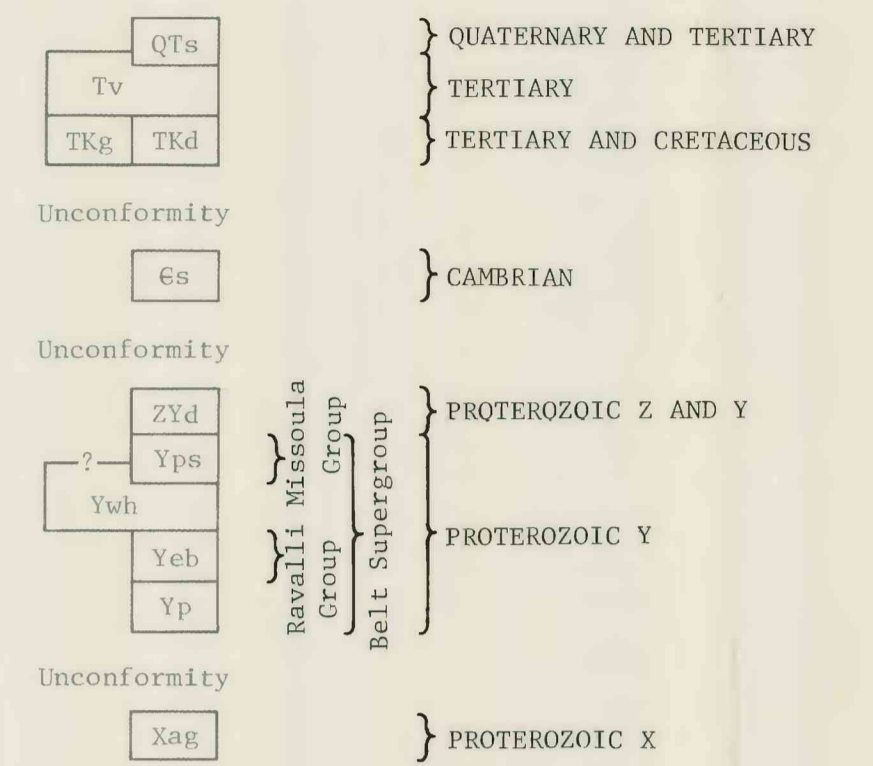 QTs } QUATERNARY AND TERTIARY
Tv } TERTIARY
TKg TKd } TERTIARY AND CRETACEOUS
Unconformity
Єs } CAMBRIAN
Unconformity
ZYd } PROTEROZOIC Z AND Y
? Yps
Ywh
Yeb
Yp
Missoula
Group
Ravalli
Group
Belt Supergroup
} PROTEROZOIC Y
Unconformity
Xag } PROTEROZOIC X